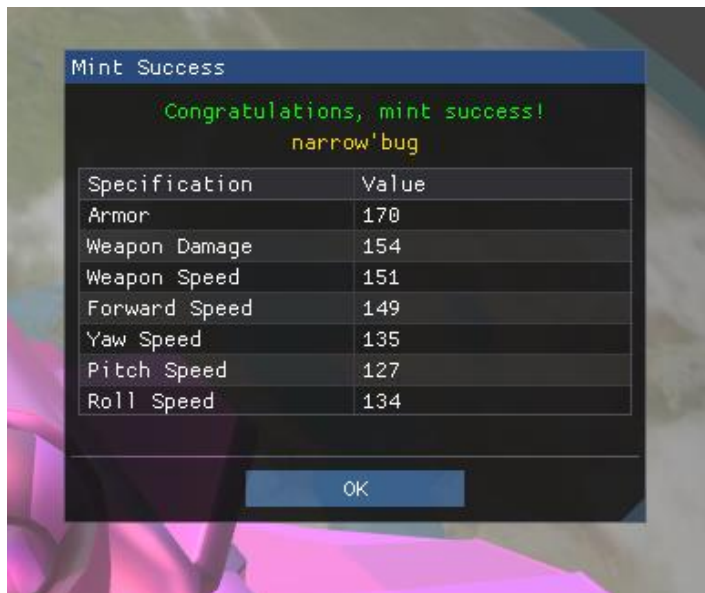 Mint Success
Congratulations, mint success!
narrow'bug
Specification Value
Armor 170
Weapon Damage 154
Weapon Speed 151
Forward Speed 149
Yaw Speed 135
Pitch Speed 127
Roll Speed 134
OK